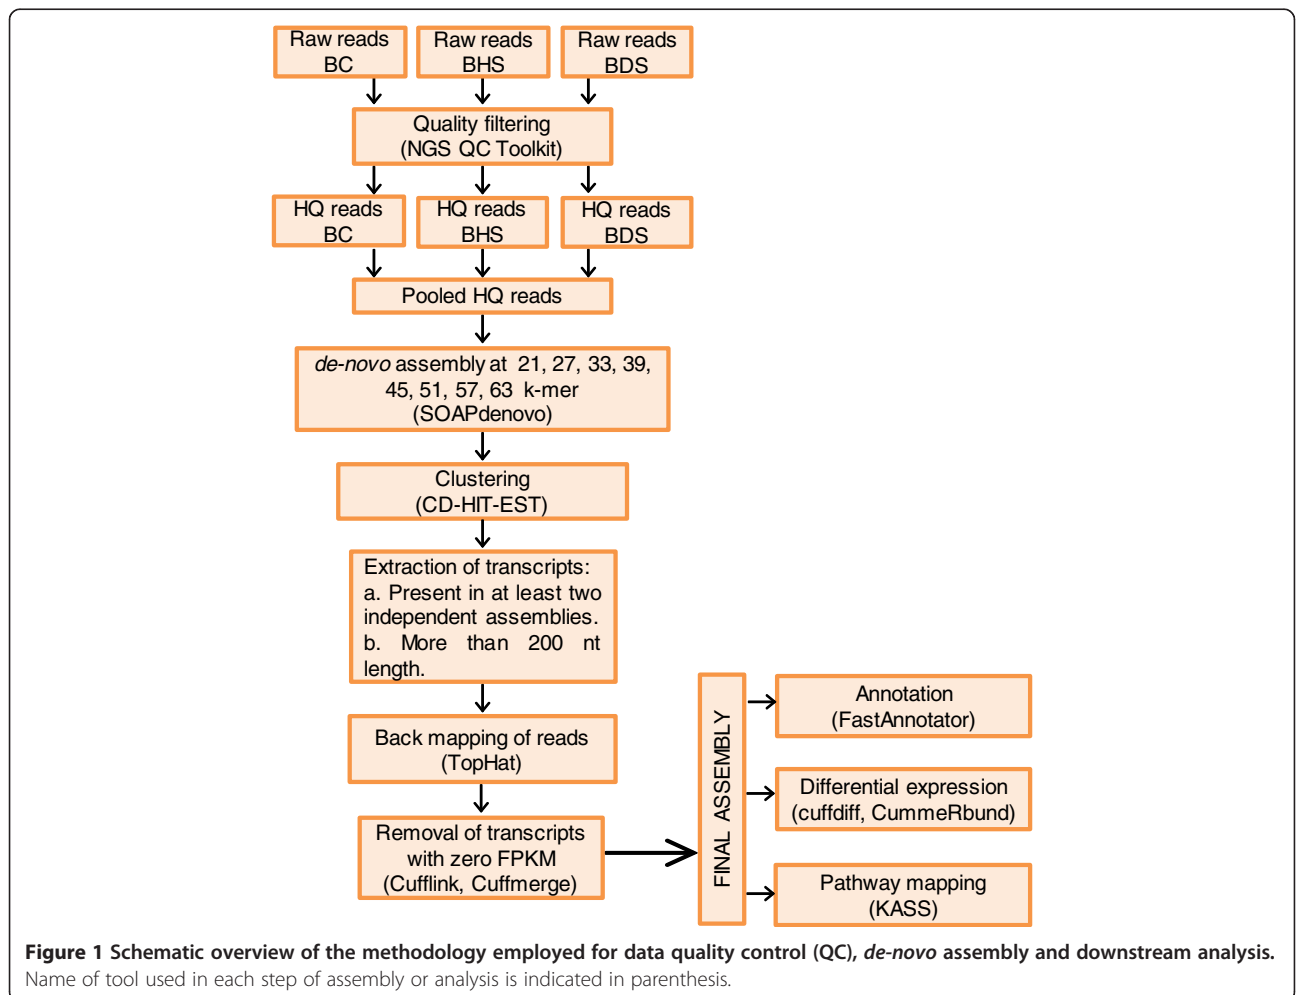 Raw reads
BC
Raw reads
BHS
Raw reads
BDS
Quality filtering
(NGS QC Toolkit)
HQ reads
BC
HQ reads
BHS
HQ reads
BDS
Pooled HQ reads
de-novo assembly at 21, 27, 33, 39,
45, 51, 57, 63 k-mer
(SOAPdenovo)
Clustering
(CD-HIT-EST)
Extraction of transcripts:
a. Present in at least two
independent assemblies.
b. More than 200 nt
length.
Back mapping of reads
(TopHat)
Removal of transcripts
with zero FPKM
(Cufflink, Cuffmerge)
FINAL ASSEMBLY
Annotation
(FastAnnotator)
Differential expression
(cuffdiff, CummeRbund)
Pathway mapping
(KASS)
Figure 1 Schematic overview of the methodology employed for data quality control (QC), de-novo assembly and downstream analysis.
Name of tool used in each step of assembly or analysis is indicated in parenthesis.